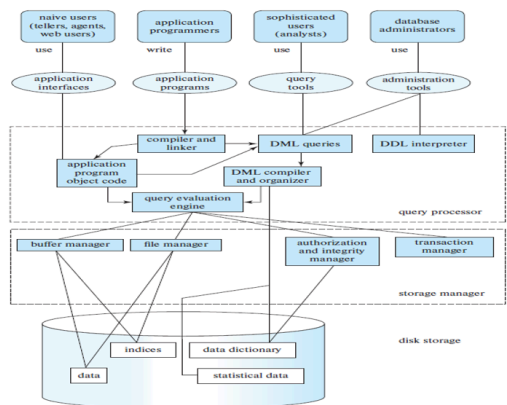 naive users
(tellers, agents,
web users)
application
programmers
sophisticated
users
(analysts)
database
administrators
use
write
use
use
application
interfaces
application
programs
query
tools
administration
tools
compiler and
linker
DML queries
DDL interpreter
application
program
object code
DML compiler
and organizer
query evaluation
engine
query processor
buffer manager
file manager
authorization
and integrity
manager
transaction
manager
storage manager
disk storage
indices
data dictionary
data
statistical data